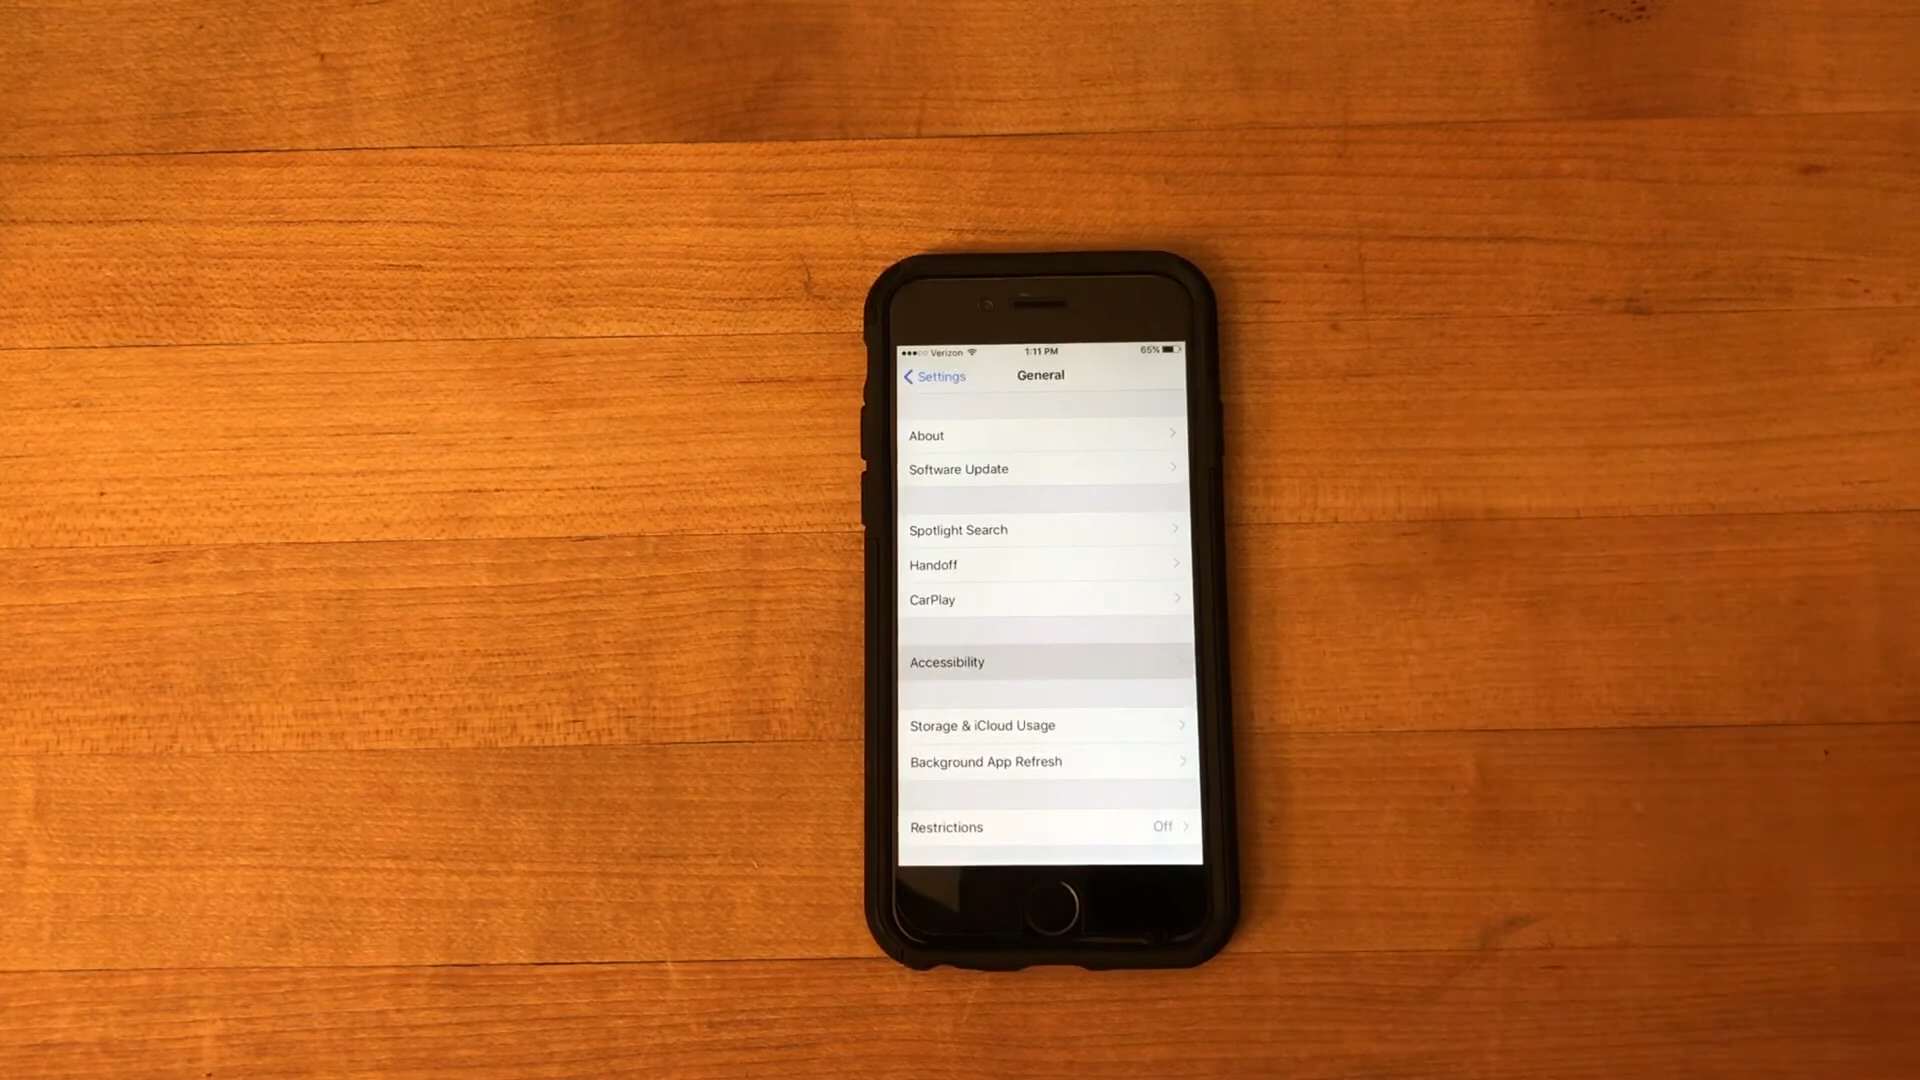 Verizon 1:11 PM 65%
Settings General
About
Software Update
Spotlight Search
Handoff
CarPlay
Accessibility
Storage & iCloud Usage
Background App Refresh
Restrictions Off